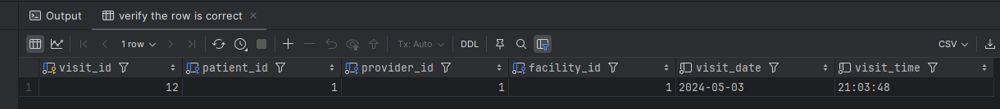 Output verify the row is correct
1 row Tx: Auto DDL CSV
visit_id patient_id provider_id facility_id visit_date visit_time
1 12 1 1 1 2024-05-03 21:03:48